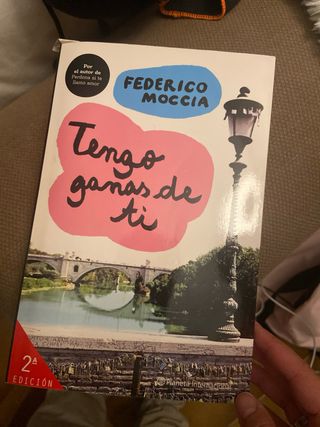 Por
el autor de
Perdona si te
llamo amor
FEDERICO
MOCCIA
Tengo
ganas de
ti
2ª
EDICIÓN
Planeta Internacional